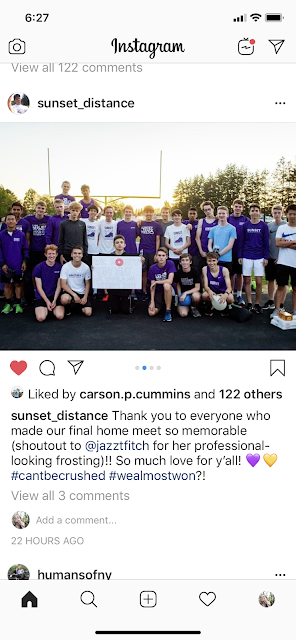 6:27
Instagram
View all 122 comments
sunset_distance
Liked by carson.p.cummins and 122 others
sunset_distance Thank you to everyone who
made our final home meet so memorable
(shoutout to @jazztfitch for her professional-
looking frosting)!! So much love for y'all! 💜💛
#cantbecrushed #wealmostwon?!
View all 3 comments
Add a comment...
22 HOURS AGO
humansofny